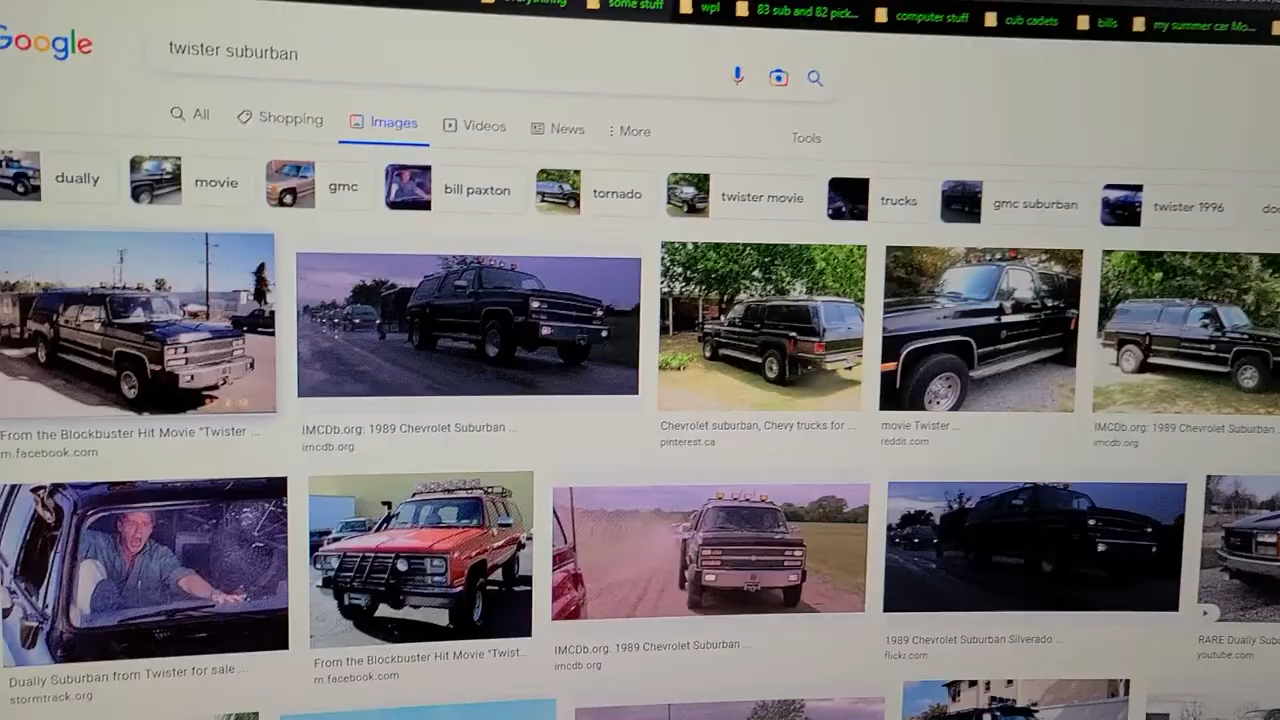 some stuff
wpl
83 sub and 82 pick...
computer stuff
cub cadets
bills
my summer car Mo...
Google
twister suburban
All
Shopping
Images
Videos
News
More
Tools
dually
movie
gmc
bill paxton
tornado
twister movie
trucks
gmc suburban
twister 1996
From the Blockbuster Hit Movie "Twister ...
m.facebook.com
IMCDb.org: 1989 Chevrolet Suburban ...
imcdb.org
Chevrolet suburban, Chevy trucks for ...
pinterest.ca
movie Twister ...
reddit.com
IMCDb.org: 1989 Chevrolet Suburban ...
imcdb.org
Dually Suburban from Twister for sale ...
stormtrack.org
From the Blockbuster Hit Movie "Twist...
m.facebook.com
IMCDb.org: 1989 Chevrolet Suburban ...
imcdb.org
1989 Chevrolet Suburban Silverado ...
flickr.com
RARE Dually Sub
youtube.com